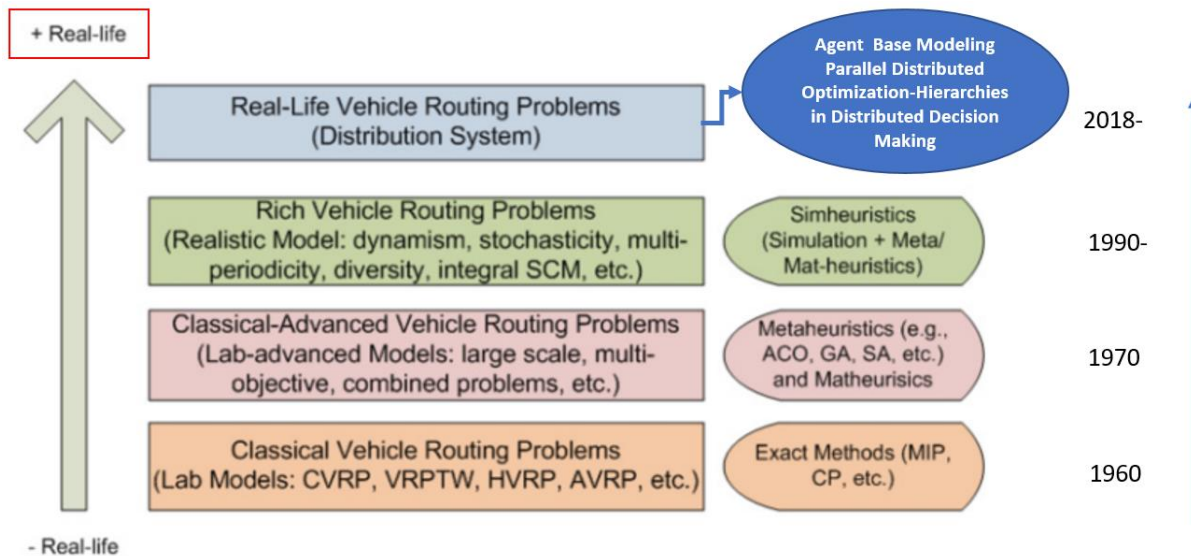 + Real-life
Agent Base Modeling
Parallel Distributed
Optimization-Hierarchies
in Distributed Decision
Making
Real-Life Vehicle Routing Problems
(Distribution System)
2018-
Rich Vehicle Routing Problems
(Realistic Model: dynamism, stochasticity, multi-
periodicity, diversity, integral SCM, etc.)
Simheuristics
(Simulation + Meta/
Mat-heuristics)
1990-
Classical-Advanced Vehicle Routing Problems
(Lab-advanced Models: large scale, multi-
objective, combined problems, etc.)
Metaheuristics (e.g.,
ACO, GA, SA, etc.)
and Matheurisics
1970
Classical Vehicle Routing Problems
(Lab Models: CVRP, VRPTW, HVRP, AVRP, etc.)
Exact Methods (MIP,
CP, etc.)
1960
- Real-life